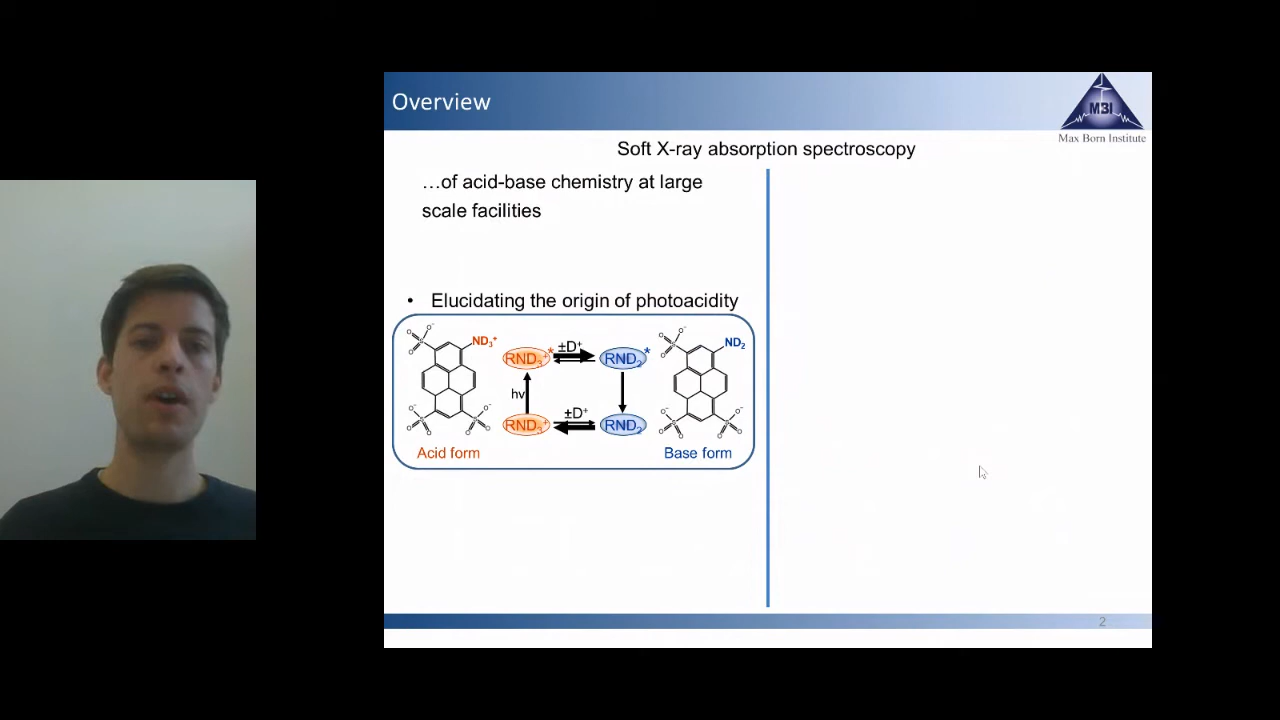 Overview
MBI
Max Born Institute
Soft X-ray absorption spectroscopy
…of acid-base chemistry at large
scale facilities
• Elucidating the origin of photoacidity
ND₃⁺
RND₃⁺*
±D⁺
RND₂*
ND₂
hν
RND₃⁺
±D⁺
RND₂
Acid form
Base form
2